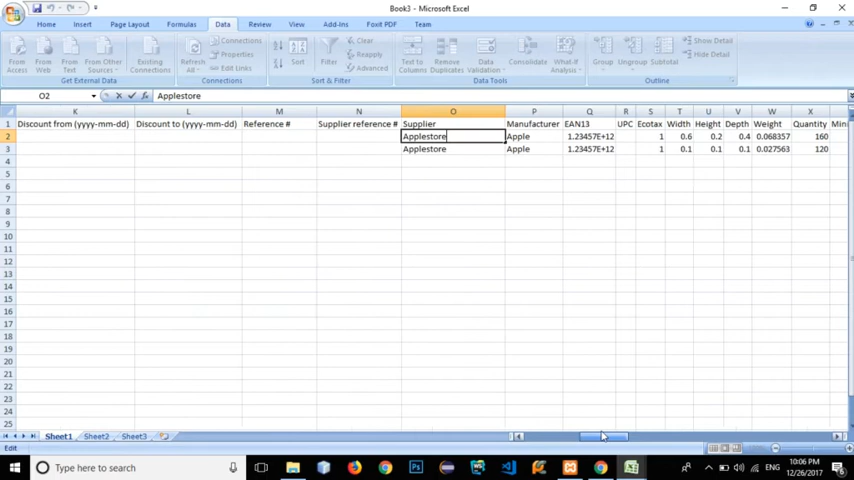 Book3 - Microsoft Excel
Home Insert Page Layout Formulas Data Review View Add-Ins Foxit PDF Team
From Access From Web From Text From Other Sources Existing Connections Refresh All Connections Properties Edit Links Sort Filter Clear Reapply Advanced Text to Columns Remove Duplicates Data Validation Consolidate What-If Analysis Group Ungroup Subtotal Show Detail Hide Detail
Get External Data Connections Sort & Filter Data Tools Outline
O2 fx Applestore
K L M N O P Q R S T U V W X
1 Discount from (yyyy-mm-dd) Discount to (yyyy-mm-dd) Reference # Supplier reference # Supplier Manufacturer EAN13 UPC Ecotax Width Height Depth Weight Quantity Mini
2 Applestore Apple 1.23457E+12 1 0.6 0.2 0.4 0.068357 160
3 Applestore Apple 1.23457E+12 1 0.1 0.1 0.1 0.027563 120
4
5
6
7
8
9
10
11
12
13
14
15
16
17
18
19
20
21
22
23
24
25
Sheet1 Sheet2 Sheet3
Edit
Type here to search
ENG
10:06 PM
12/26/2017